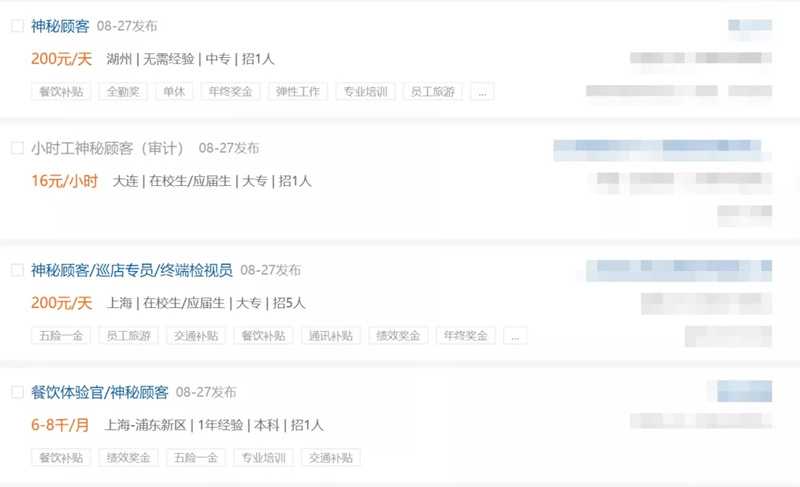 神秘顾客 08-27发布
200元/天 湖州 | 无需经验 | 中专 | 招1人
餐饮补贴 全勤奖 单休 年终奖金 弹性工作 专业培训 员工旅游 ...
小时工神秘顾客（审计） 08-27发布
16元/小时 大连 | 在校生/应届生 | 大专 | 招1人
神秘顾客/巡店专员/终端检视员 08-27发布
200元/天 上海 | 在校生/应届生 | 大专 | 招5人
五险一金 员工旅游 交通补贴 餐饮补贴 通讯补贴 绩效奖金 年终奖金 ...
餐饮体验官/神秘顾客 08-27发布
6-8千/月 上海-浦东新区 | 1年经验 | 本科 | 招1人
餐饮补贴 绩效奖金 五险一金 专业培训 交通补贴